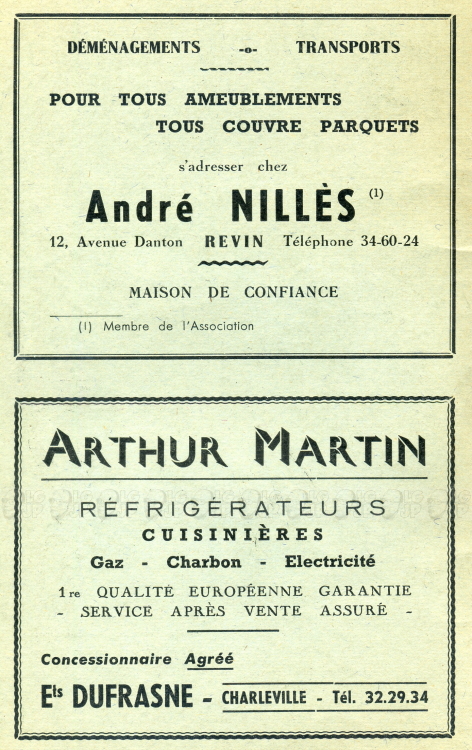 DÉMÉNAGEMENTS -o- TRANSPORTS
POUR TOUS AMEUBLEMENTS
TOUS COUVRE PARQUETS
s'adresser chez
André NILLÈS (1)
12, Avenue Danton REVIN Téléphone 34-60-24
MAISON DE CONFIANCE
(1) Membre de l'Association
ARTHUR MARTIN
RÉFRIGÉRATEURS
CUISINIÈRES
Gaz - Charbon - Electricité
1re QUALITÉ EUROPÉENNE GARANTIE
- SERVICE APRÈS VENTE ASSURÉ -
Concessionnaire Agréé
Ets DUFRASNE - CHARLEVILLE - Tél. 32.29.34